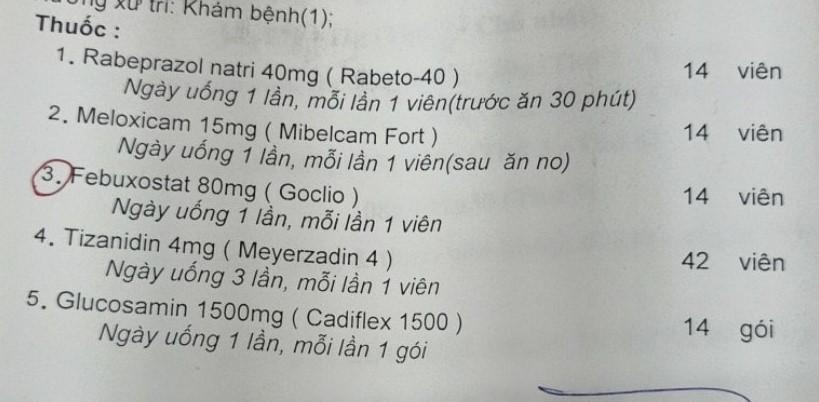 xử trí: Khám bệnh(1);
Thuốc :
1. Rabeprazol natri 40mg ( Rabeto-40 ) 14 viên
Ngày uống 1 lần, mỗi lần 1 viên(trước ăn 30 phút)
2. Meloxicam 15mg ( Mibelcam Fort ) 14 viên
Ngày uống 1 lần, mỗi lần 1 viên(sau ăn no)
3. Febuxostat 80mg ( Goclio ) 14 viên
Ngày uống 1 lần, mỗi lần 1 viên
4. Tizanidin 4mg ( Meyerzadin 4 ) 42 viên
Ngày uống 3 lần, mỗi lần 1 viên
5. Glucosamin 1500mg ( Cadiflex 1500 ) 14 gói
Ngày uống 1 lần, mỗi lần 1 gói